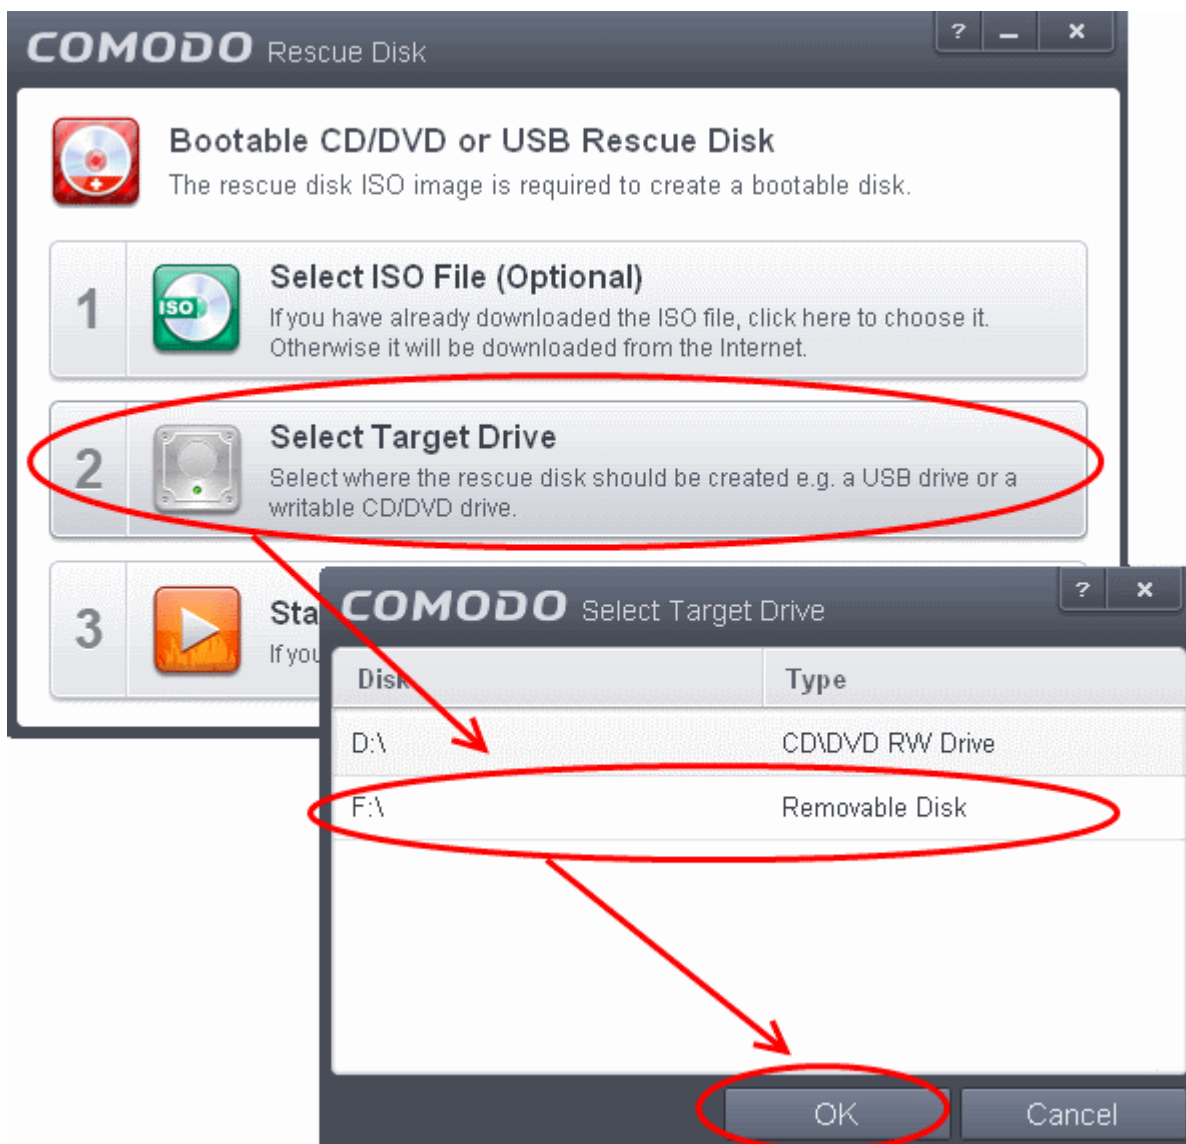 COMODO Rescue Disk
Bootable CD/DVD or USB Rescue Disk
The rescue disk ISO image is required to create a bootable disk.
1
ISO
Select ISO File (Optional)
If you have already downloaded the ISO file, click here to choose it.
Otherwise it will be downloaded from the Internet.
2
Select Target Drive
Select where the rescue disk should be created e.g. a USB drive or a
writable CD/DVD drive.
3
Sta
If you
COMODO Select Target Drive
Disk Type
D:\ CD\DVD RW Drive
F:\ Removable Disk
OK Cancel